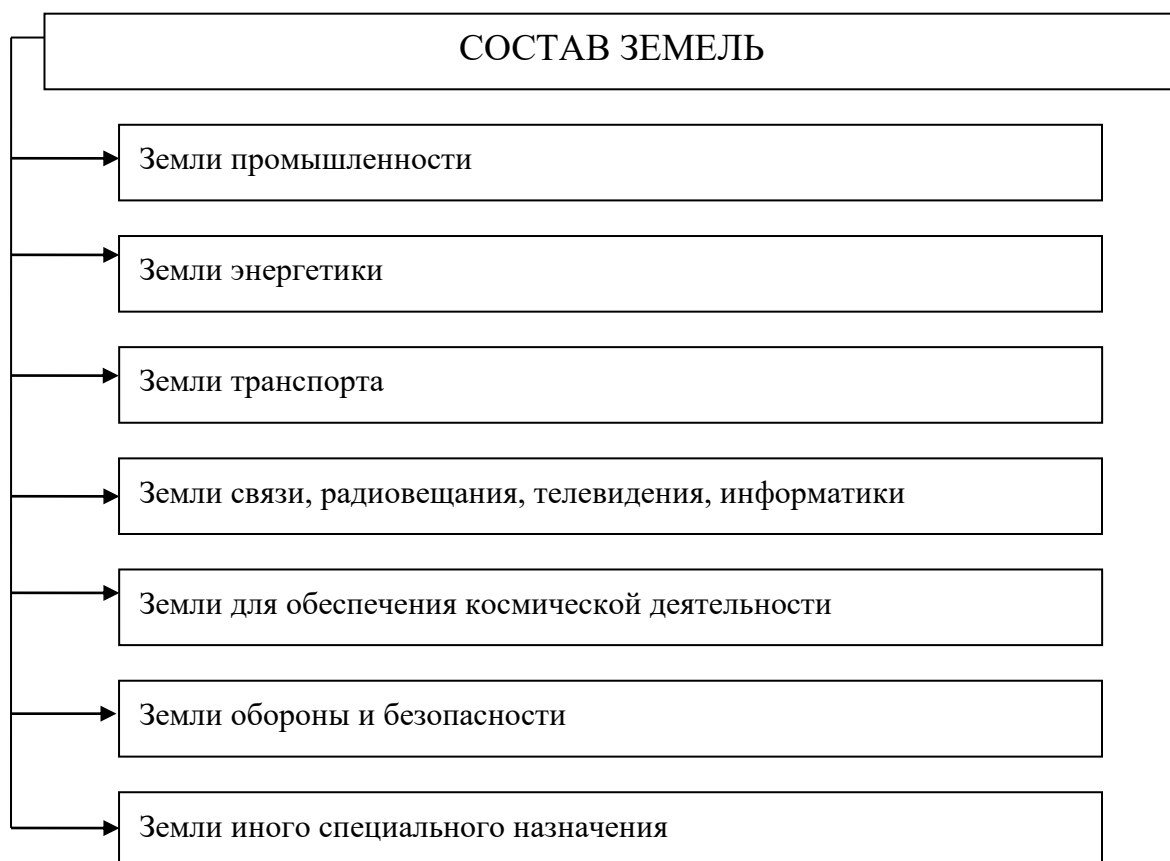 СОСТАВ ЗЕМЕЛЬ
Земли промышленности
Земли энергетики
Земли транспорта
Земли связи, радиовещания, телевидения, информатики
Земли для обеспечения космической деятельности
Земли обороны и безопасности
Земли иного специального назначения